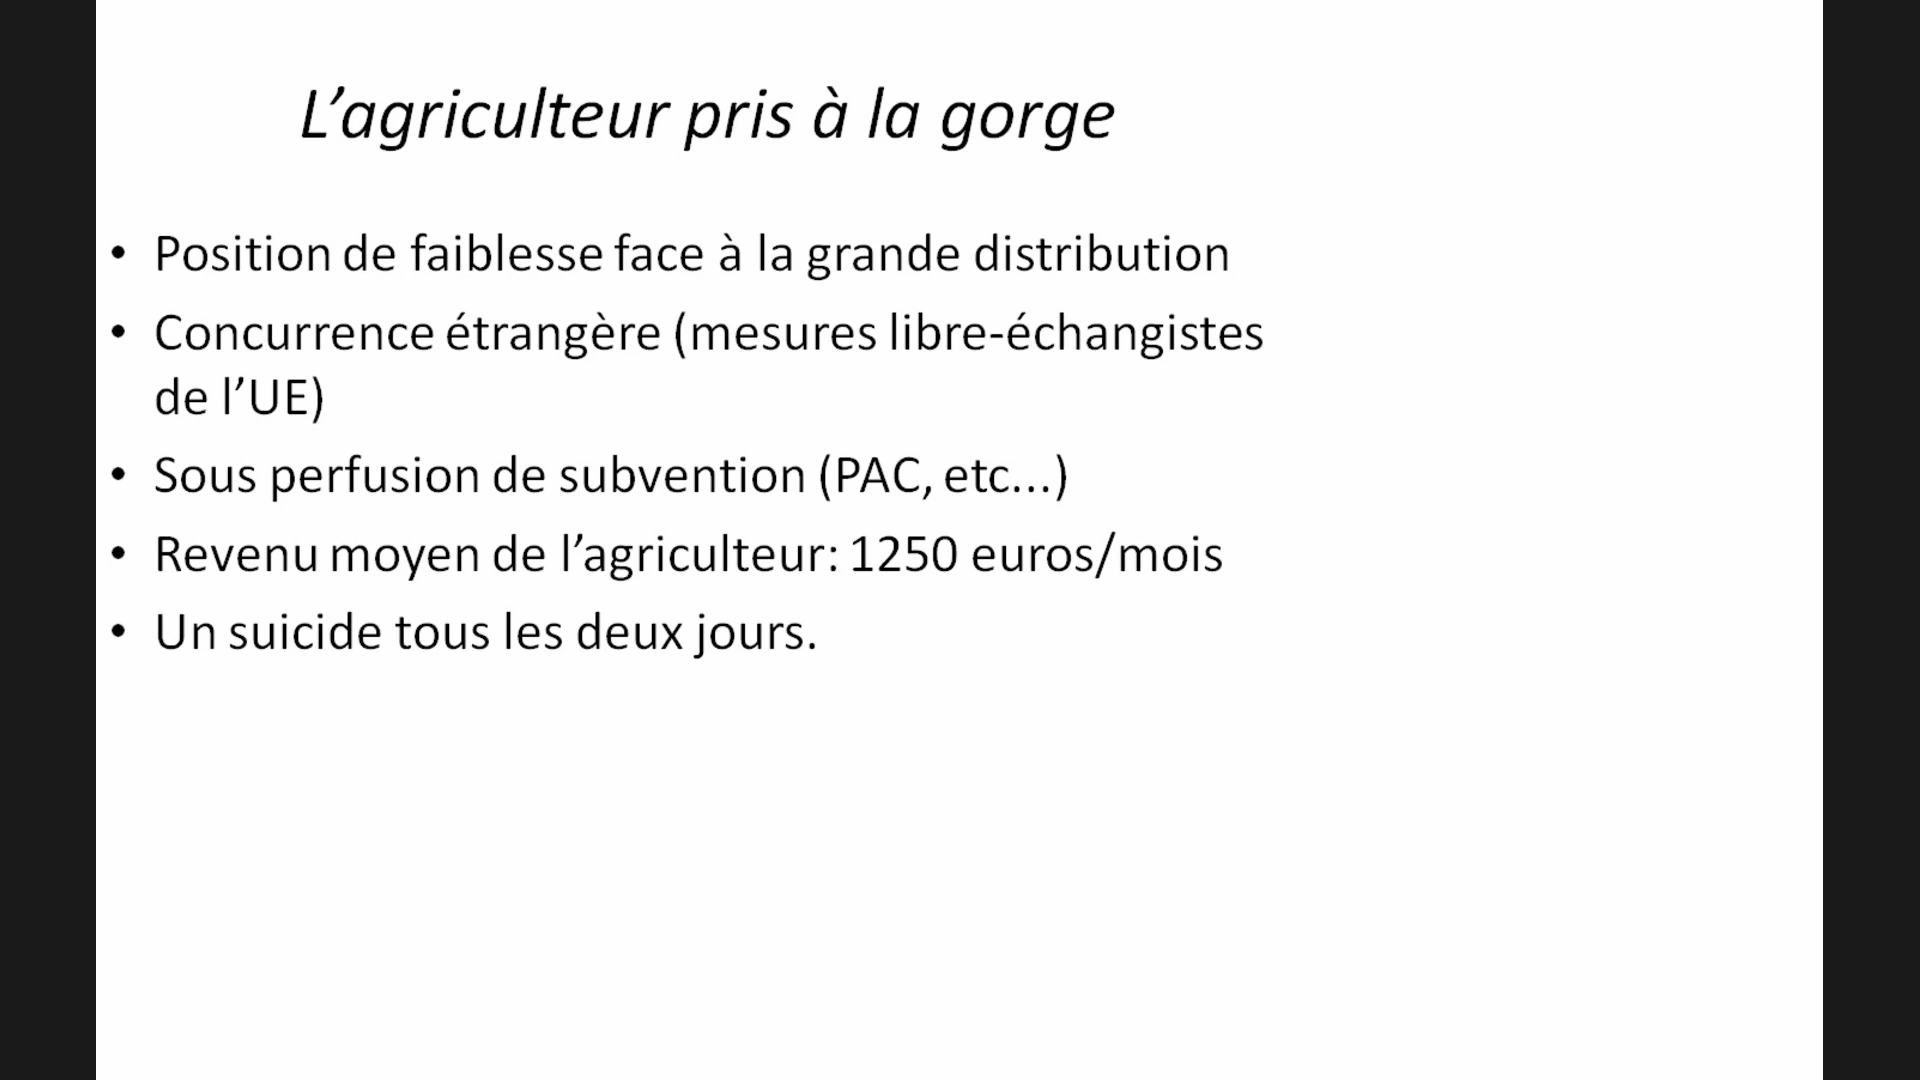 L’agriculteur pris à la gorge
• Position de faiblesse face à la grande distribution
• Concurrence étrangère (mesures libre-échangistes
de l’UE)
• Sous perfusion de subvention (PAC, etc...)
• Revenu moyen de l’agriculteur: 1250 euros/mois
• Un suicide tous les deux jours.